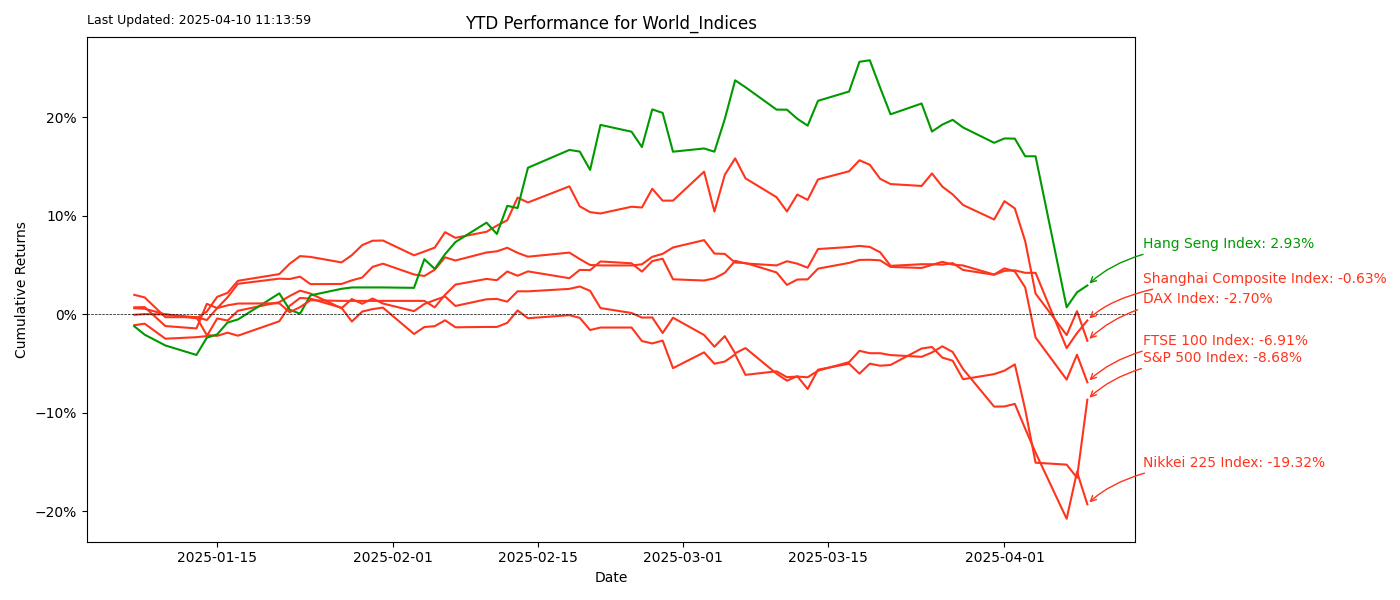 Last Updated: 2025-04-10 11:13:59
YTD Performance for World_Indices
Cumulative Returns
20%
10%
0%
−10%
−20%
Hang Seng Index: 2.93%
Shanghai Composite Index: -0.63%
DAX Index: -2.70%
FTSE 100 Index: -6.91%
S&P 500 Index: -8.68%
Nikkei 225 Index: -19.32%
2025-01-15
2025-02-01
2025-02-15
2025-03-01
2025-03-15
2025-04-01
Date